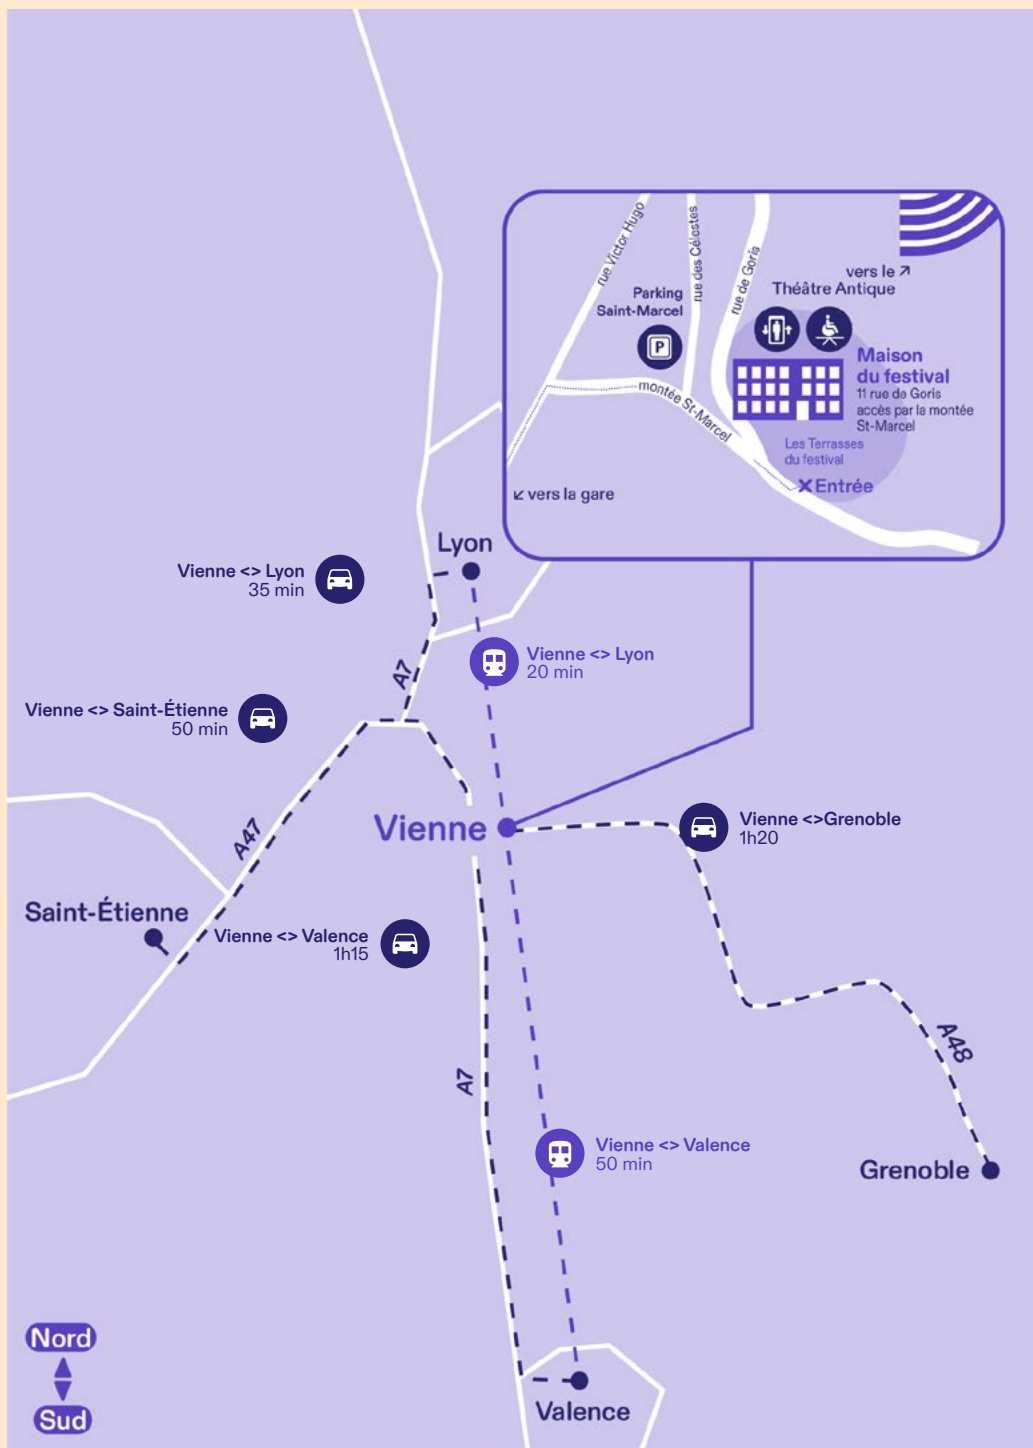 rue Victor Hugo
rue des Célestes
rue de Goris
vers le ↗
Théâtre Antique
Parking
Saint-Marcel
P
Maison
du festival
11 rue de Goris
accès par la montée
St-Marcel
montée St-Marcel
Les Terrasses
du festival
Entrée
↙ vers la gare
Lyon
Vienne <> Lyon
35 min
Vienne <> Lyon
20 min
A7
Vienne <> Saint-Étienne
50 min
Vienne
Vienne <>Grenoble
1h20
A47
Saint-Étienne
Vienne <> Valence
1h15
A7
A48
Vienne <> Valence
50 min
Grenoble
Nord
Sud
Valence